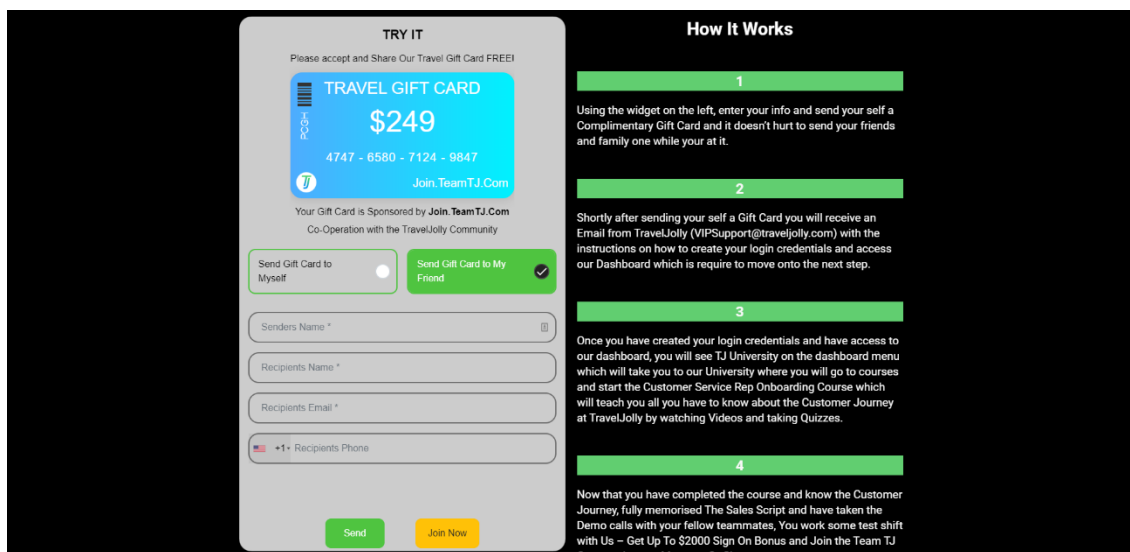 TRY IT
Please accept and Share Our Travel Gift Card FREE!
TRAVEL GIFT CARD
PCGH
$249
4747 - 6580 - 7124 - 9847
TJ
Join.TeamTJ.Com
Your Gift Card is Sponsored by Join.TeamTJ.Com
Co-Operation with the TravelJolly Community
Send Gift Card to
Myself
Send Gift Card to My
Friend
Senders Name *
Recipients Name *
Recipients Email *
+1 Recipients Phone
Send
Join Now
How It Works
1
Using the widget on the left, enter your info and send your self a
Complimentary Gift Card and it doesn't hurt to send your friends
and family one while your at it.
2
Shortly after sending your self a Gift Card you will receive an
Email from TravelJolly (VIPSupport@traveljolly.com) with the
instructions on how to create your login credentials and access
our Dashboard which is require to move onto the next step.
3
Once you have created your login credentials and have access to
our dashboard, you will see TJ University on the dashboard menu
which will take you to our University where you will go to courses
and start the Customer Service Rep Onboarding Course which
will teach you all you have to know about the Customer Journey
at TravelJolly by watching Videos and taking Quizzes.
4
Now that you have completed the course and know the Customer
Journey, fully memorised The Sales Script and have taken the
Demo calls with your fellow teammates, You work some test shift
with Us – Get Up To $2000 Sign On Bonus and Join the Team TJ